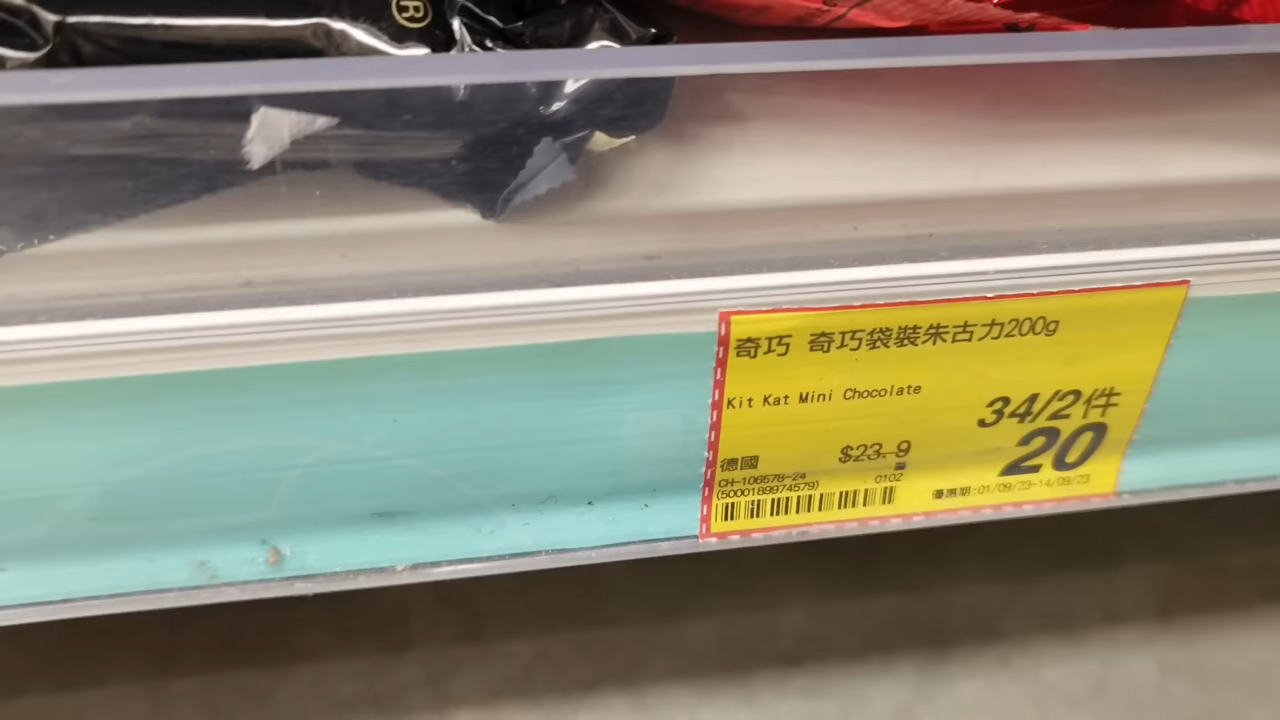 ®
奇巧 奇巧袋裝朱古力200g
Kit Kat Mini Chocolate
34/2件
$23.9
20
德國
CH-106578-24
0102
(5000189974579)
優惠期:01/09/23-14/09/23